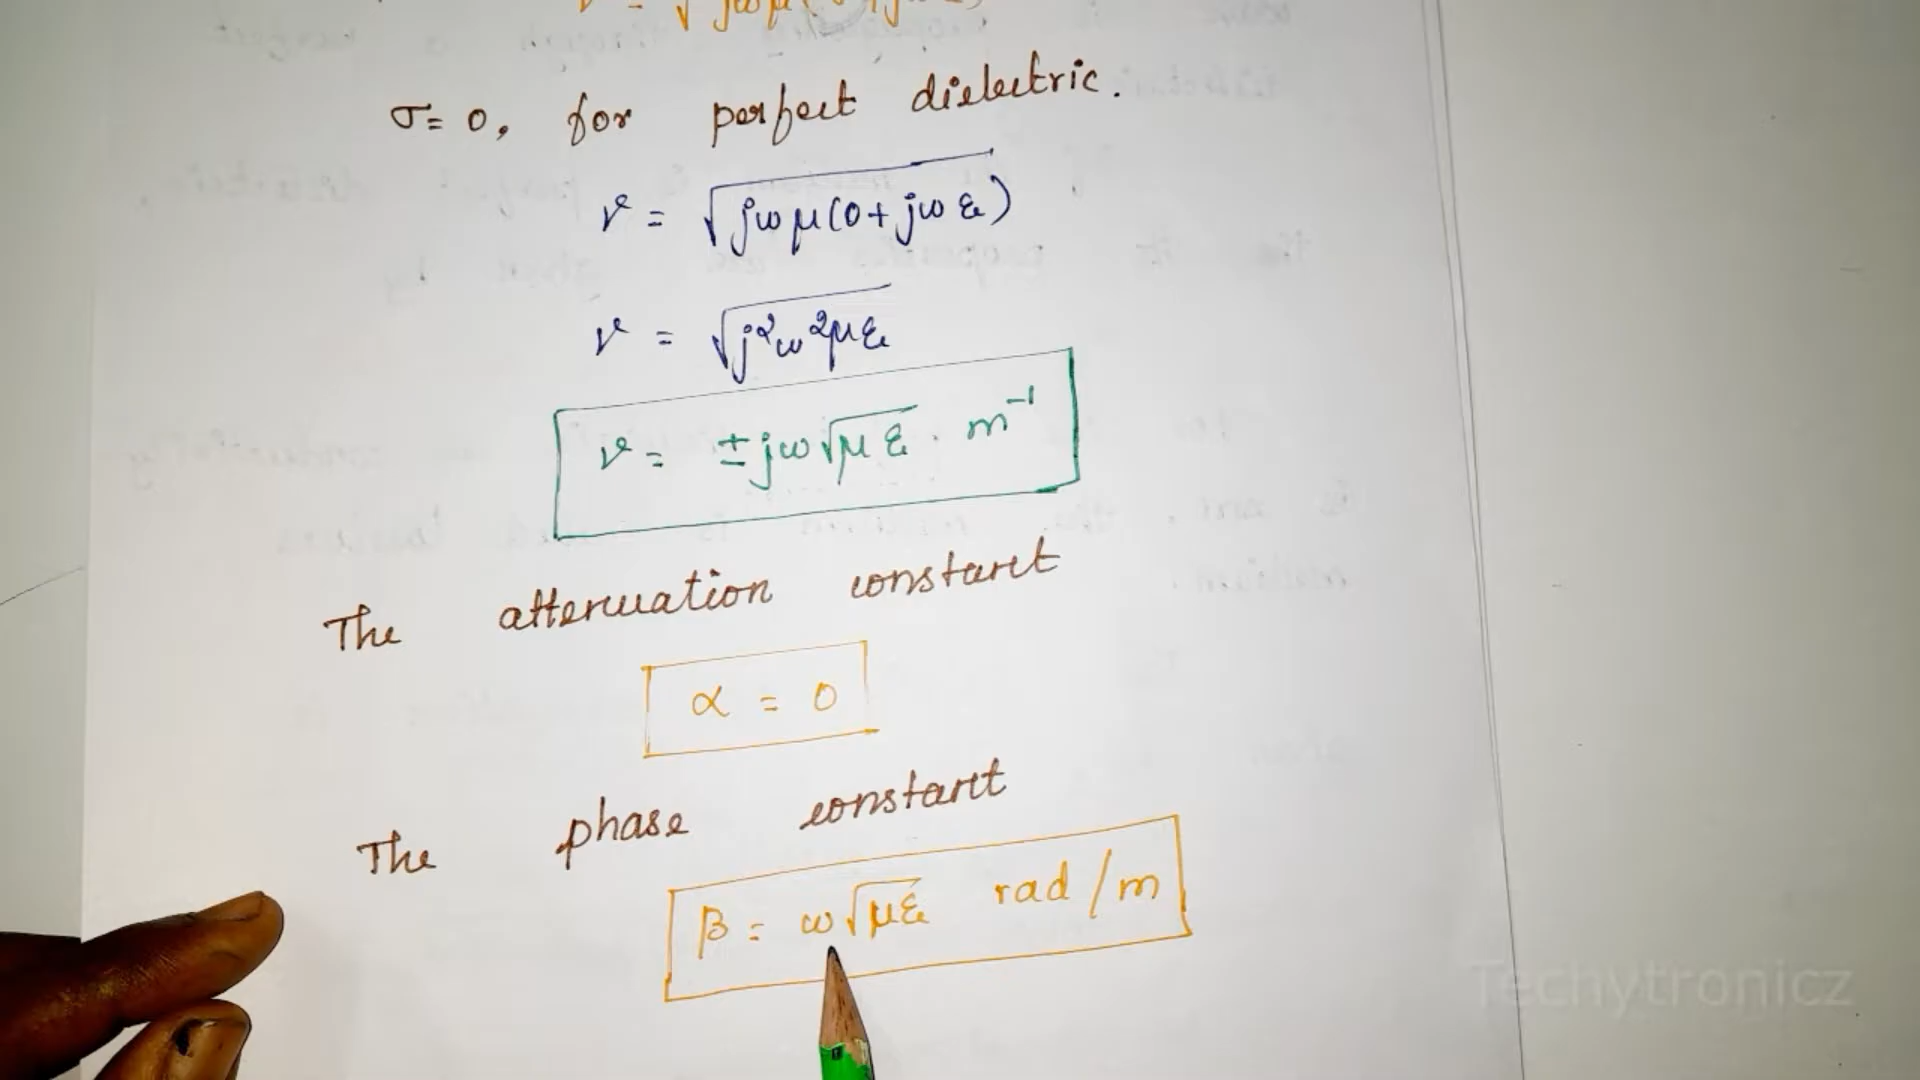 σ = 0, for perfect dielectric.
γ = √jωμ(0+jωε)
γ = √j²ω²με
γ = ±jω√με . m⁻¹
The attenuation constant
α = 0
The phase constant
β = ω√με rad/m
Techytronicz